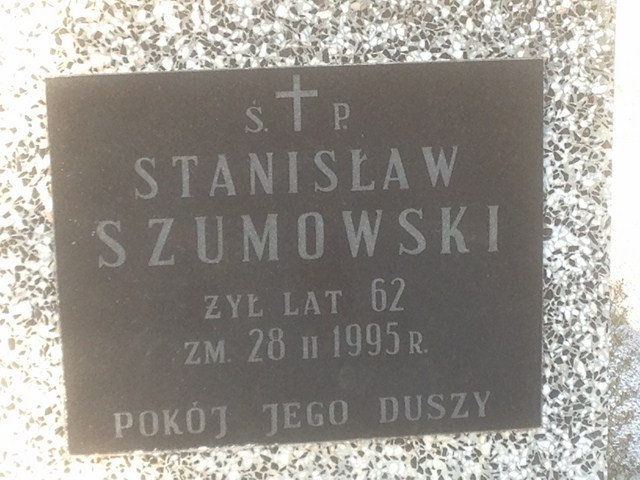 Ś. P.
STANISŁAW
SZUMOWSKI
ŻYŁ LAT 62
ZM. 28 II 1995 R.
POKÓJ JEGO DUSZY